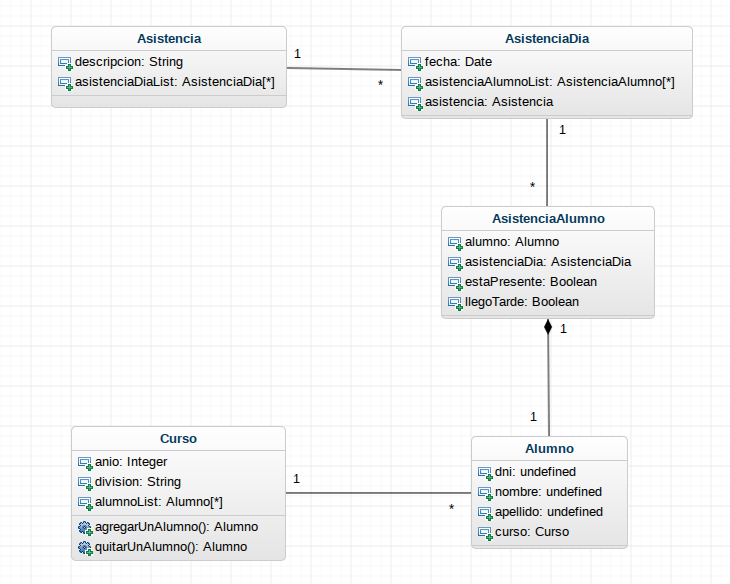 Asistencia
descripcion: String
asistenciaDiaList: AsistenciaDia[*]
1
*
AsistenciaDia
fecha: Date
asistenciaAlumnoList: AsistenciaAlumno[*]
asistencia: Asistencia
1
*
AsistenciaAlumno
alumno: Alumno
asistenciaDia: AsistenciaDia
estaPresente: Boolean
llegoTarde: Boolean
1
1
Curso
anio: Integer
division: String
alumnoList: Alumno[*]
agregarUnAlumno(): Alumno
quitarUnAlumno(): Alumno
1
*
Alumno
dni: undefined
nombre: undefined
apellido: undefined
curso: Curso